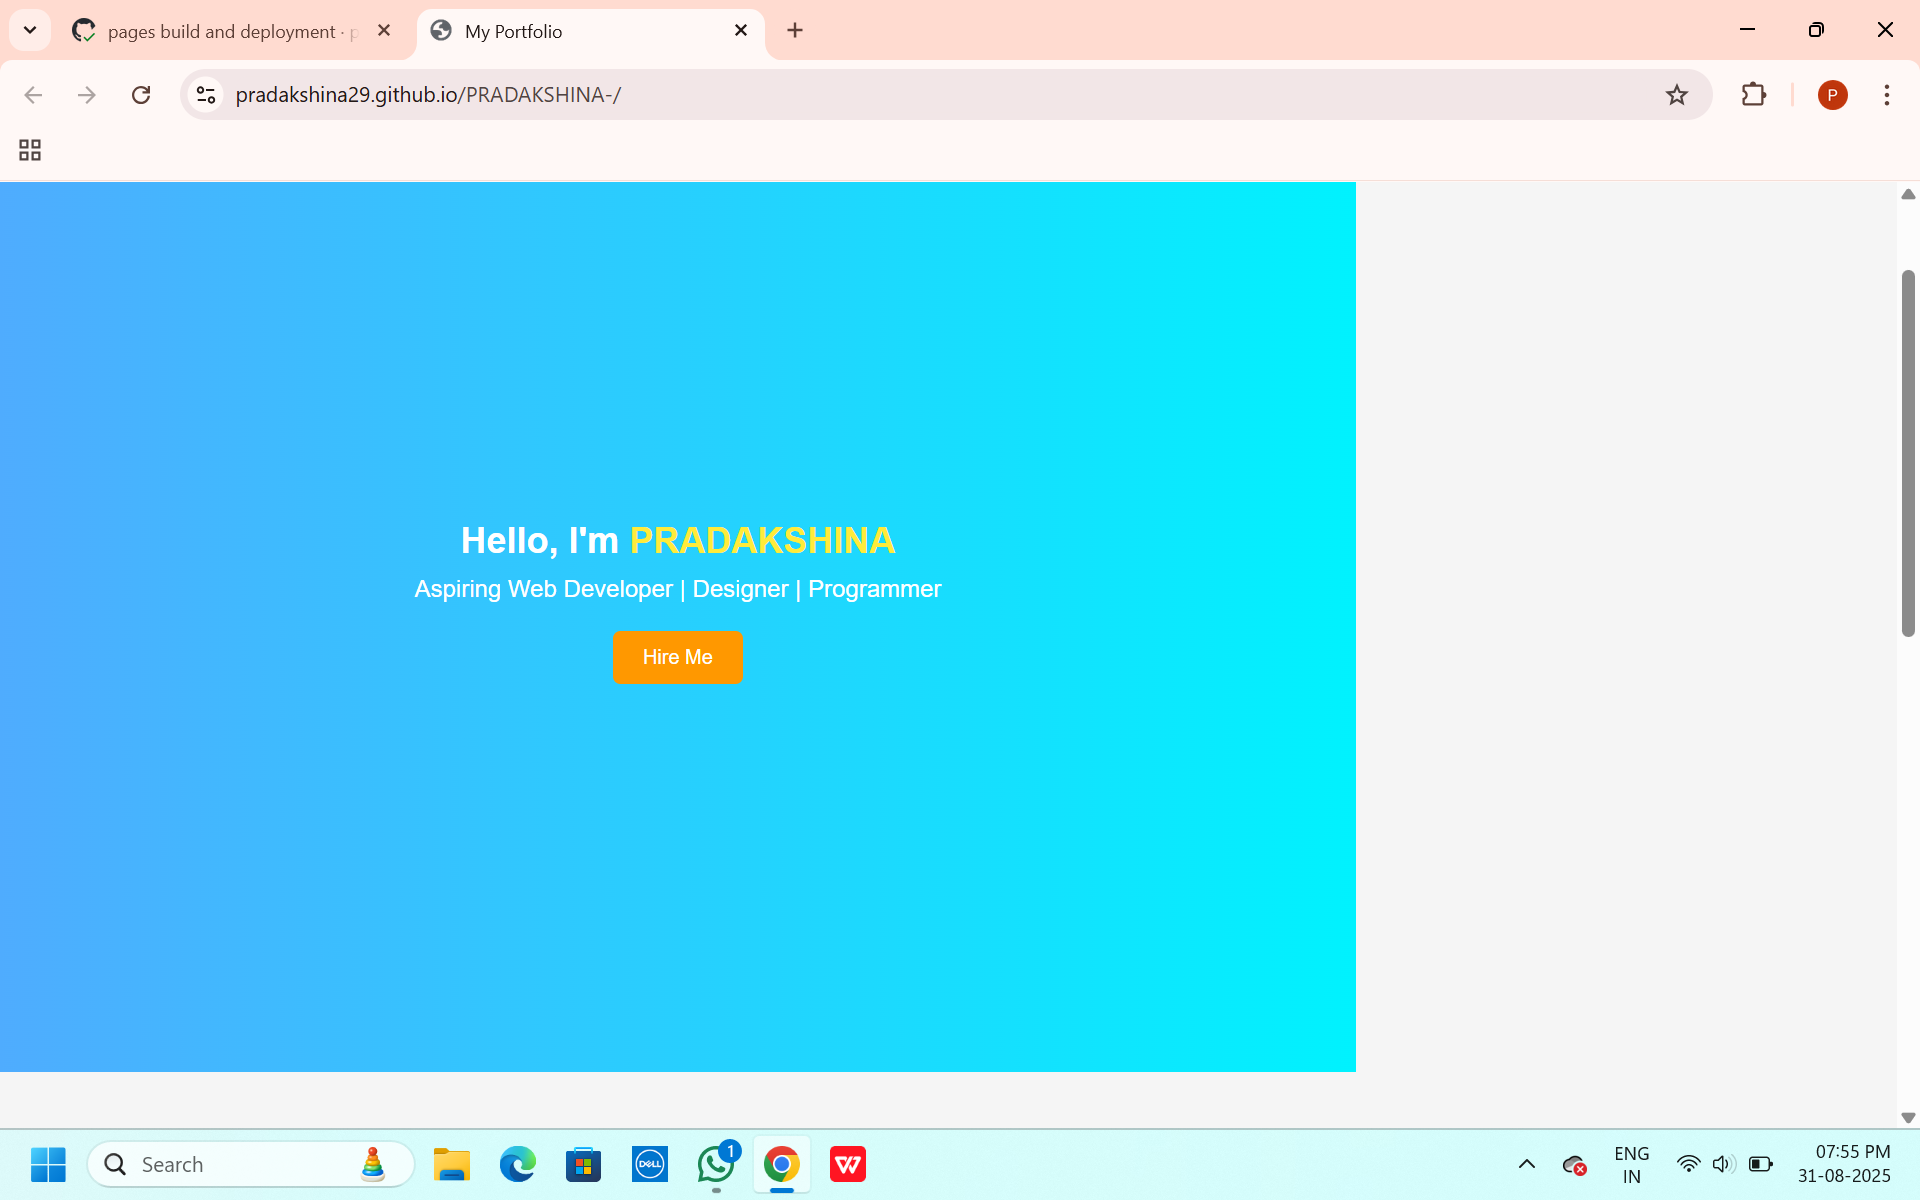 pages build and deployment · p
My Portfolio
pradakshina29.github.io/PRADAKSHINA-/
P
Hello, I'm PRADAKSHINA
Aspiring Web Developer | Designer | Programmer
Hire Me
Search
DELL
1
W
ENG
IN
07:55 PM
31-08-2025